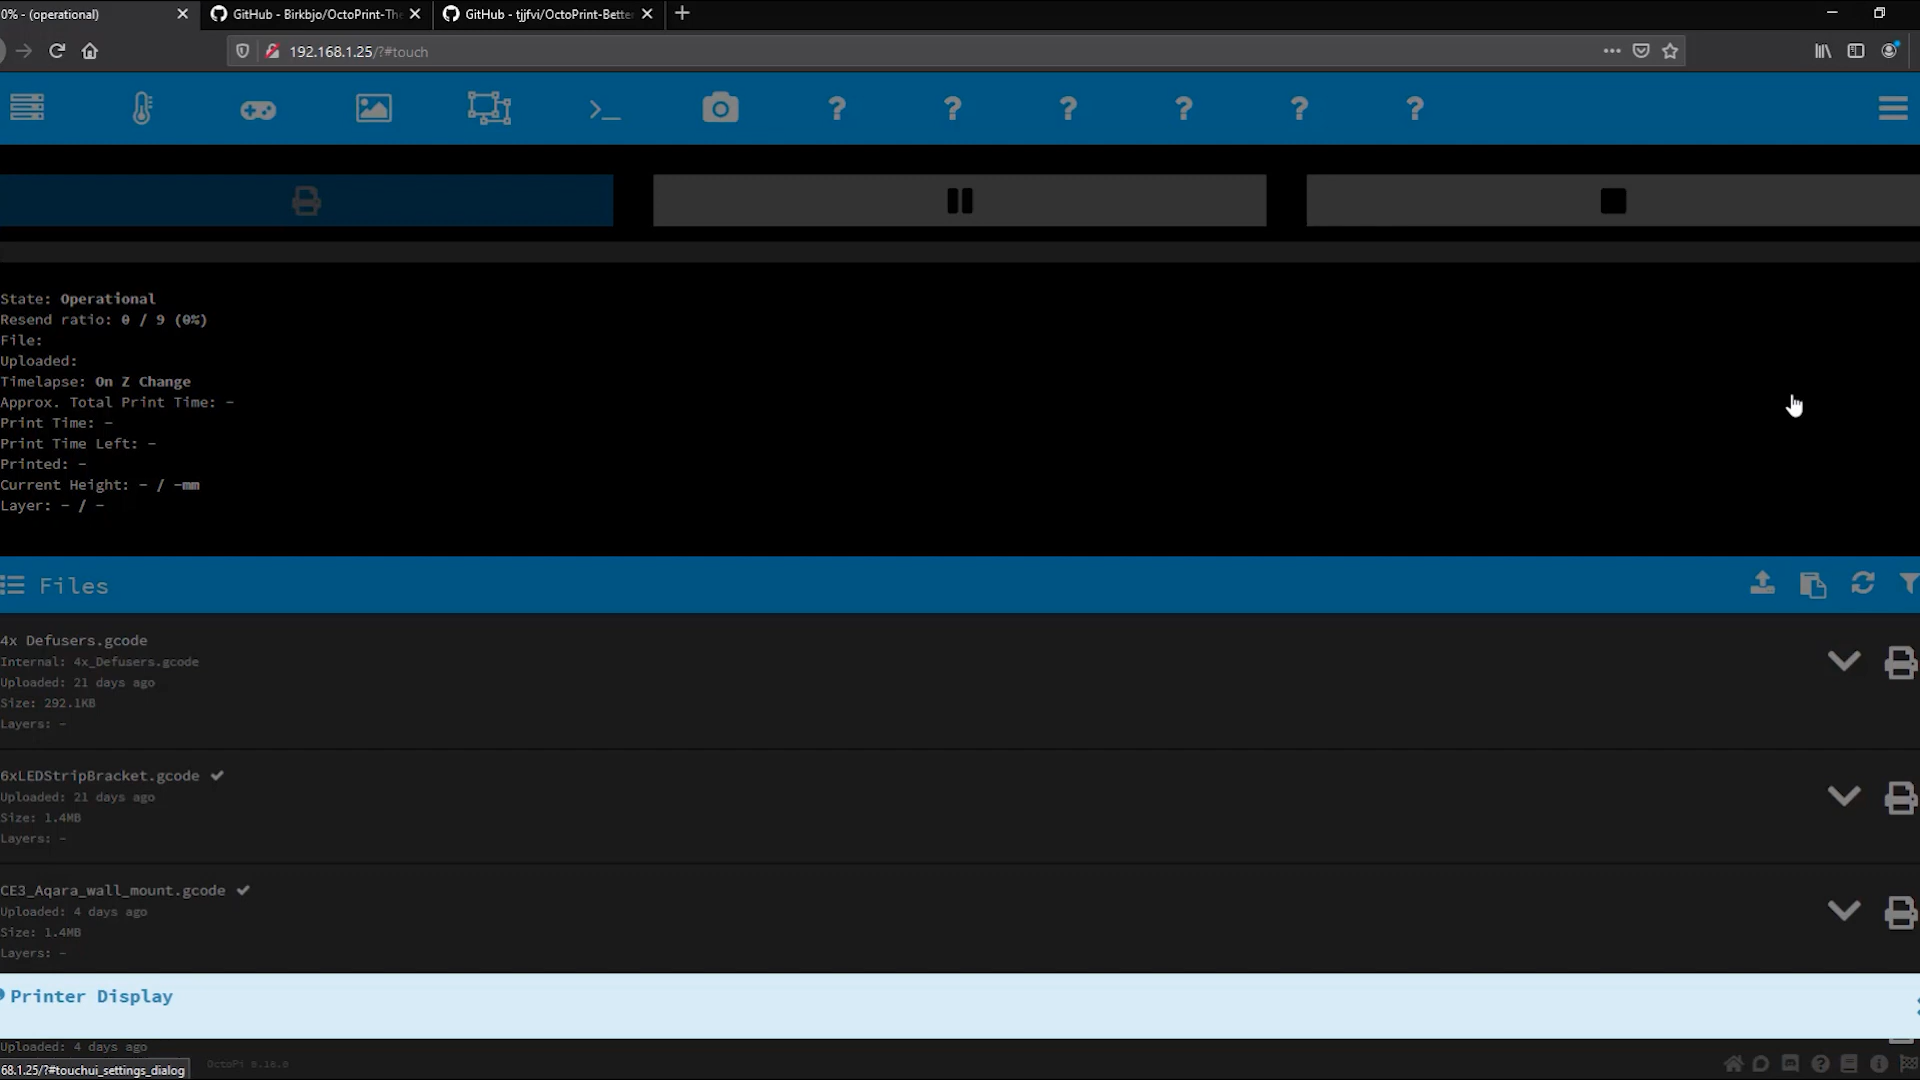 0% - (operational)
GitHub - Birkbjo/OctoPrint-The
GitHub - tjjfvi/OctoPrint-Bette
192.168.1.25/?#touch
State: Operational
Resend ratio: 0 / 9 (0%)
File:
Uploaded:
Timelapse: On Z Change
Approx. Total Print Time: -
Print Time: -
Print Time Left: -
Printed: -
Current Height: - / -mm
Layer: - / -
Files
4x Defusers.gcode
Internal: 4x_Defusers.gcode
Uploaded: 21 days ago
Size: 292.1KB
Layers: -
6xLEDStripBracket.gcode
Uploaded: 21 days ago
Size: 1.4MB
Layers: -
CE3_Aqara_wall_mount.gcode
Uploaded: 4 days ago
Size: 1.4MB
Layers: -
Printer Display
Uploaded: 4 days ago
68.1.25/?#touchui_settings_dialog
OctoPi 0.18.0